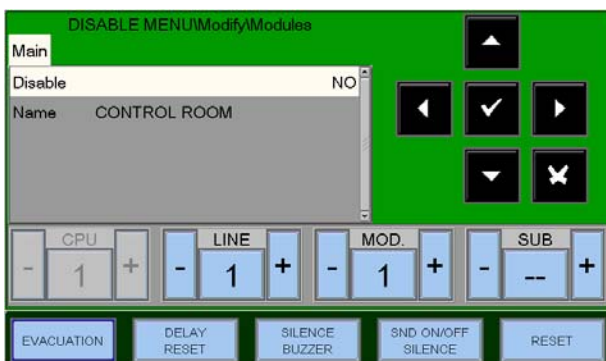 DISABLE MENU\Modify\Modules
Main
Disable NO
Name CONTROL ROOM
CPU LINE MOD. SUB
- 1 + - 1 + - 1 + - -- +
EVACUATION DELAY RESET SILENCE BUZZER SND ON/OFF SILENCE RESET